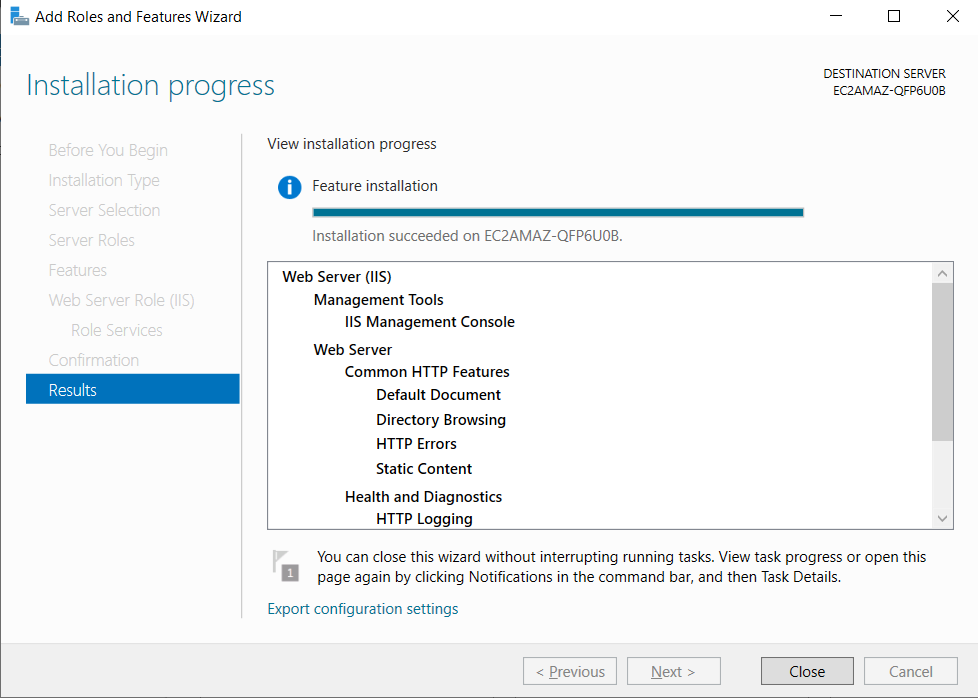 Add Roles and Features Wizard
Installation progress
DESTINATION SERVER
EC2AMAZ-QFP6U0B
Before You Begin
Installation Type
Server Selection
Server Roles
Features
Web Server Role (IIS)
Role Services
Confirmation
Results
View installation progress
Feature installation
Installation succeeded on EC2AMAZ-QFP6U0B.
Web Server (IIS)
Management Tools
IIS Management Console
Web Server
Common HTTP Features
Default Document
Directory Browsing
HTTP Errors
Static Content
Health and Diagnostics
HTTP Logging
1
You can close this wizard without interrupting running tasks. View task progress or open this
page again by clicking Notifications in the command bar, and then Task Details.
Export configuration settings
< Previous
Next >
Close
Cancel